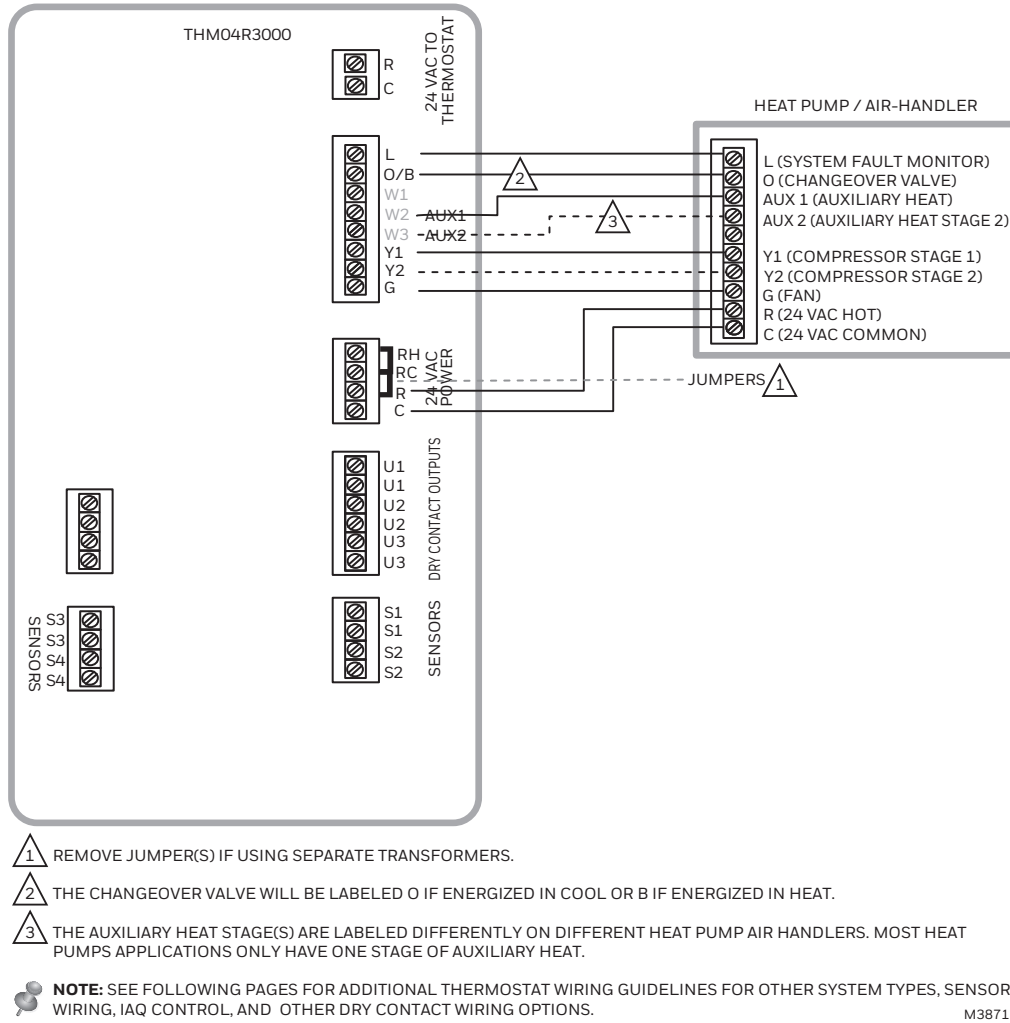 THM04R3000
R
C
24 VAC TO
THERMOSTAT
L
O/B
W1
W2
W3
Y1
Y2
G
AUX1
AUX2
2
3
HEAT PUMP / AIR-HANDLER
L (SYSTEM FAULT MONITOR)
O (CHANGEOVER VALVE)
AUX 1 (AUXILIARY HEAT)
AUX 2 (AUXILIARY HEAT STAGE 2)
Y1 (COMPRESSOR STAGE 1)
Y2 (COMPRESSOR STAGE 2)
G (FAN)
R (24 VAC HOT)
C (24 VAC COMMON)
RH
RC
R
C
24 VAC
POWER
JUMPERS
1
U1
U1
U2
U2
U3
U3
DRY CONTACT OUTPUTS
S3
S3
S4
S4
SENSORS
S1
S1
S2
S2
SENSORS
1 REMOVE JUMPER(S) IF USING SEPARATE TRANSFORMERS.
2 THE CHANGEOVER VALVE WILL BE LABELED O IF ENERGIZED IN COOL OR B IF ENERGIZED IN HEAT.
3 THE AUXILIARY HEAT STAGE(S) ARE LABELED DIFFERENTLY ON DIFFERENT HEAT PUMP AIR HANDLERS. MOST HEAT
PUMPS APPLICATIONS ONLY HAVE ONE STAGE OF AUXILIARY HEAT.
NOTE: SEE FOLLOWING PAGES FOR ADDITIONAL THERMOSTAT WIRING GUIDELINES FOR OTHER SYSTEM TYPES, SENSOR
WIRING, IAQ CONTROL, AND OTHER DRY CONTACT WIRING OPTIONS.
M3871